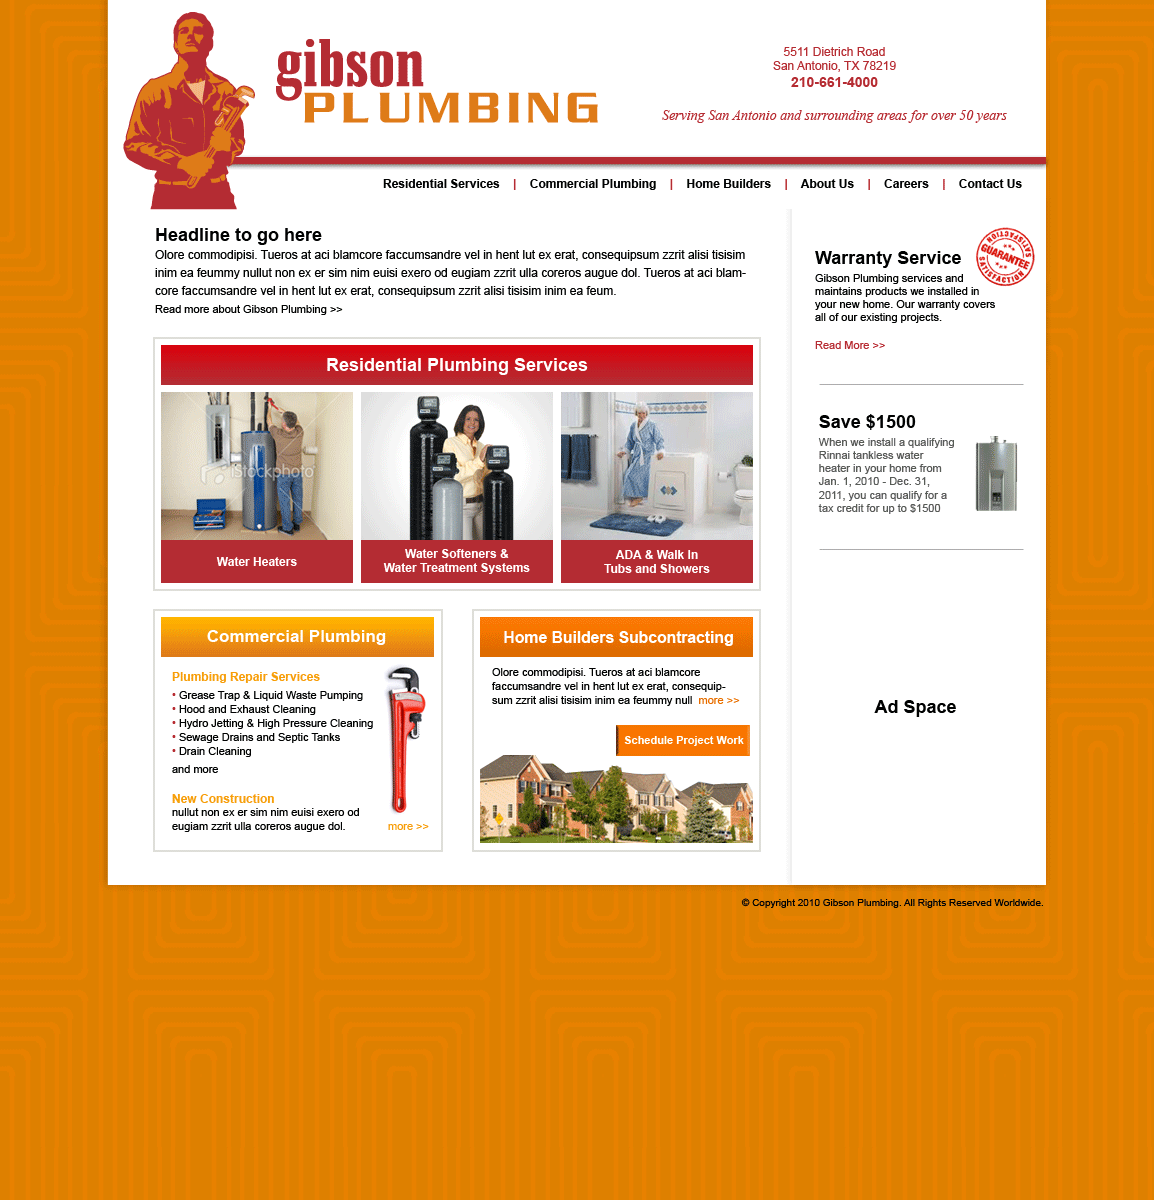 gibson
PLUMBING
5511 Dietrich Road
San Antonio, TX 78219
210-661-4000
Serving San Antonio and surrounding areas for over 50 years
Residential Services | Commercial Plumbing | Home Builders | About Us | Careers | Contact Us
Headline to go here
Olore commodipisi. Tueros at aci blamcore faccumsandre vel in hent lut ex erat, consequipsum zzrit alisi tisisim
inim ea feummy nullut non ex er sim nim euisi exero od eugiam zzrit ulla coreros augue dol. Tueros at aci blam-
core faccumsandre vel in hent lut ex erat, consequipsum zzrit alisi tisisim inim ea feum.
Read more about Gibson Plumbing >>
Residential Plumbing Services
iStockphoto
Water Heaters
Water Softeners &
Water Treatment Systems
ADA & Walk In
Tubs and Showers
Commercial Plumbing
Plumbing Repair Services
• Grease Trap & Liquid Waste Pumping
• Hood and Exhaust Cleaning
• Hydro Jetting & High Pressure Cleaning
• Sewage Drains and Septic Tanks
• Drain Cleaning
and more
New Construction
nullut non ex er sim nim euisi exero od
eugiam zzrit ulla coreros augue dol.
more >>
Home Builders Subcontracting
Olore commodipisi. Tueros at aci blamcore
faccumsandre vel in hent lut ex erat, consequip-
sum zzrit alisi tisisim inim ea feummy null more >>
Schedule Project Work
Warranty Service
SATISFACTION
GUARANTEE
SATISFACTION
Gibson Plumbing services and
maintains products we installed in
your new home. Our warranty covers
all of our existing projects.
Read More >>
Save $1500
When we install a qualifying
Rinnai tankless water
heater in your home from
Jan. 1, 2010 - Dec. 31,
2011, you can qualify for a
tax credit for up to $1500
Ad Space
© Copyright 2010 Gibson Plumbing. All Rights Reserved Worldwide.